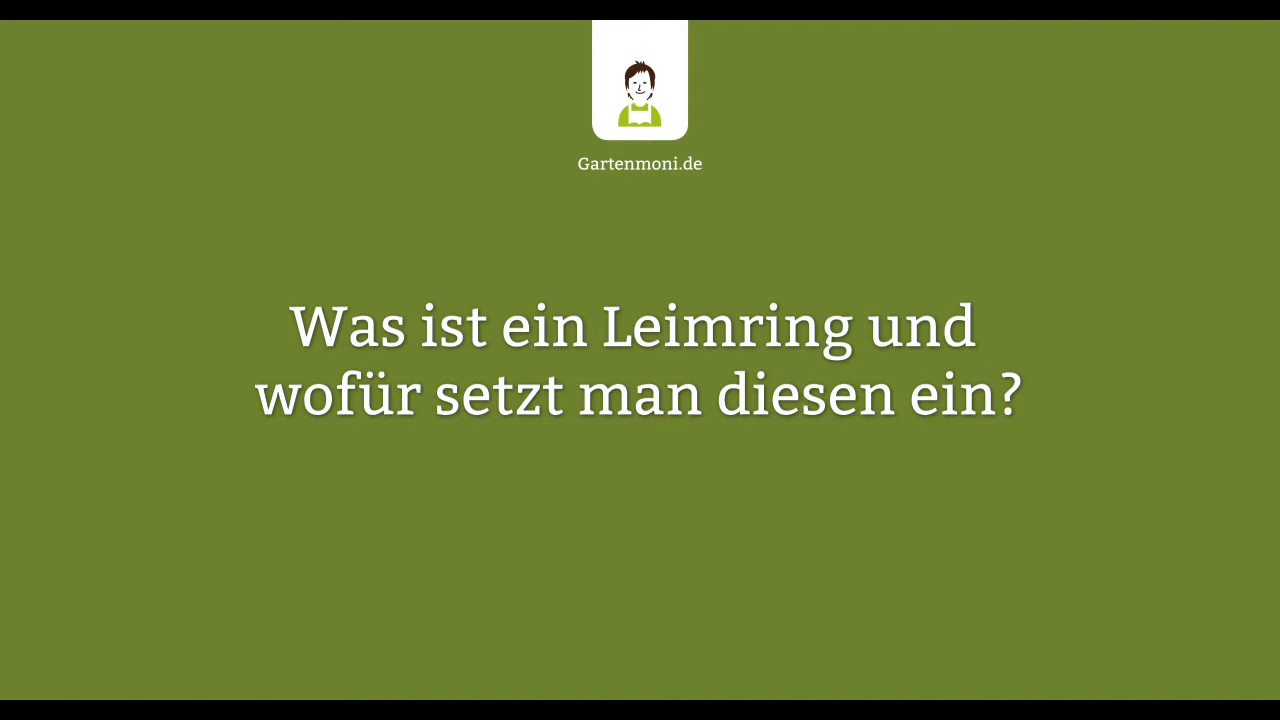 Gartenmoni.de
Was ist ein Leimring und
wofür setzt man diesen ein?